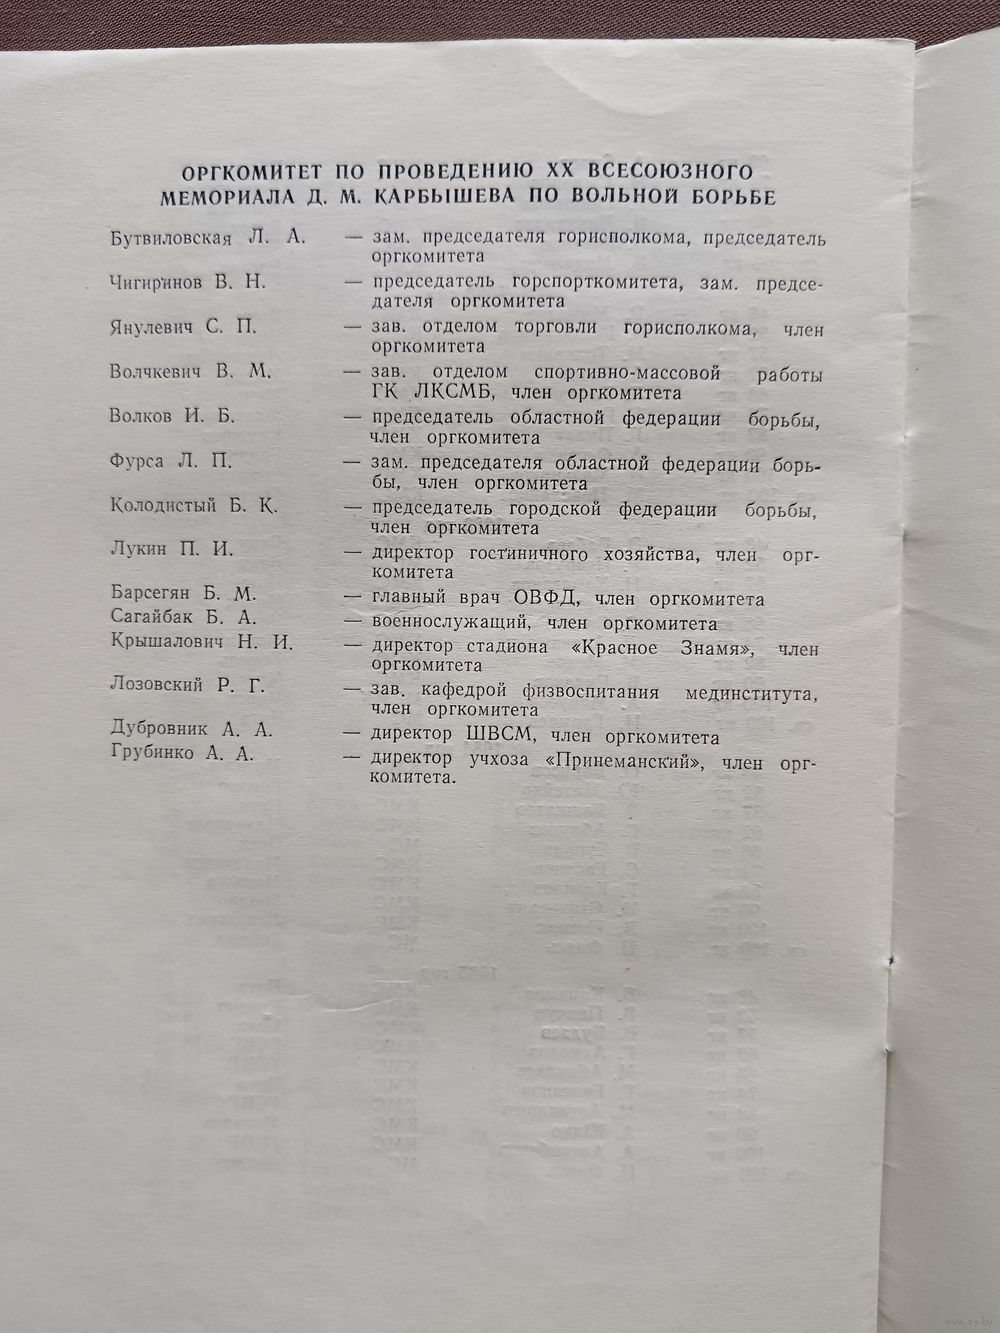 ОРГКОМИТЕТ ПО ПРОВЕДЕНИЮ XX ВСЕСОЮЗНОГО
МЕМОРИАЛА Д. М. КАРБЫШЕВА ПО ВОЛЬНОЙ БОРЬБЕ
Бутвиловская Л. А. — зам. председателя горисполкома, председатель
оргкомитета
Чигиринов В. Н. — председатель горспорткомитета, зам. предсе-
дателя оргкомитета
Янулевич С. П. — зав. отделом торговли горисполкома, член
оргкомитета
Волчкевич В. М. — зав. отделом спортивно-массовой работы
ГК ЛКСМБ, член оргкомитета
Волков И. Б. — председатель областной федерации борьбы,
член оргкомитета
Фурса Л. П. — зам. председателя областной федерации борь-
бы, член оргкомитета
Колодистый Б. К. — председатель городской федерации борьбы,
член оргкомитета
Лукин П. И. — директор гостиничного хозяйства, член орг-
комитета
Барсегян Б. М. — главный врач ОВФД, член оргкомитета
Сагайбак Б. А. — военнослужащий, член оргкомитета
Крышалович Н. И. — директор стадиона «Красное Знамя», член
оргкомитета
Лозовский Р. Г. — зав. кафедрой физвоспитания мединститута,
член оргкомитета
Дубровник А. А. — директор ШВСМ, член оргкомитета
Грубинко А. А. — директор учхоза «Принеманский», член орг-
комитета.
www.ay.by